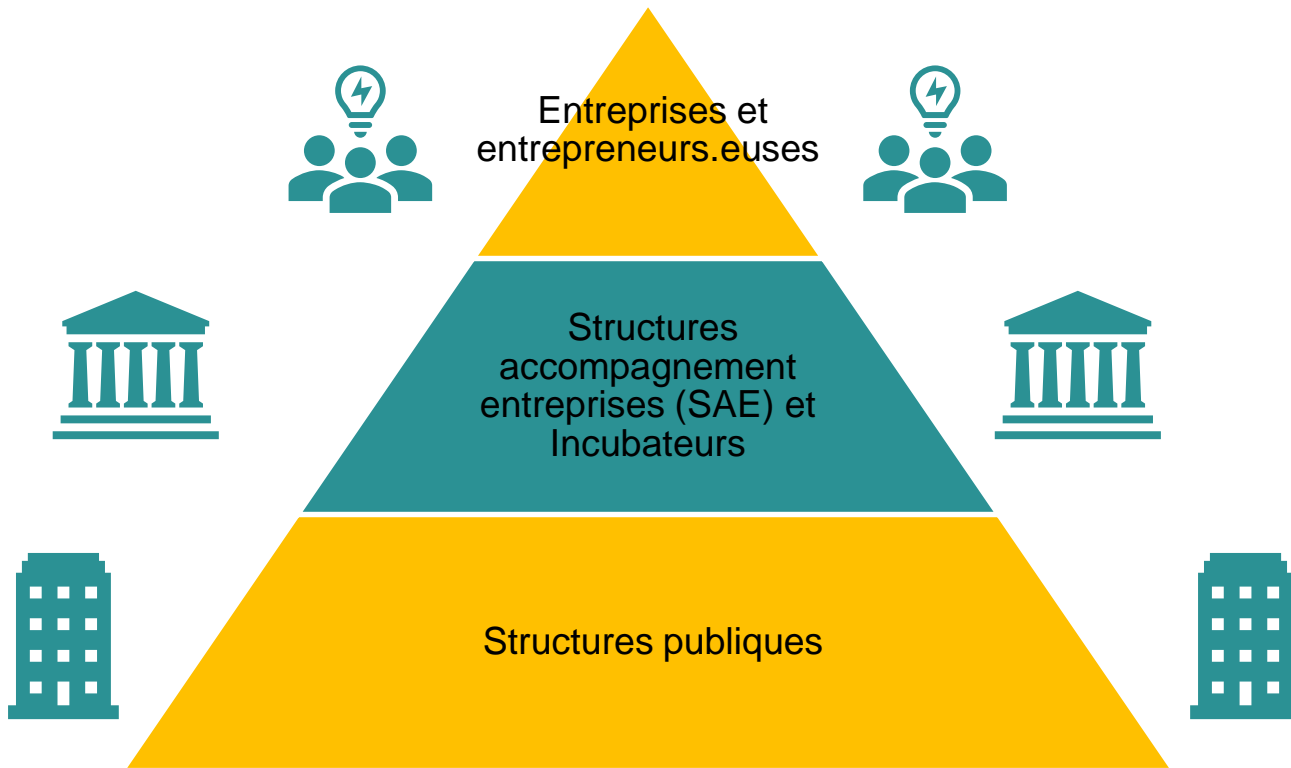 Entreprises et
entrepreneurs.euses
Structures
accompagnement
entreprises (SAE) et
Incubateurs
Structures publiques